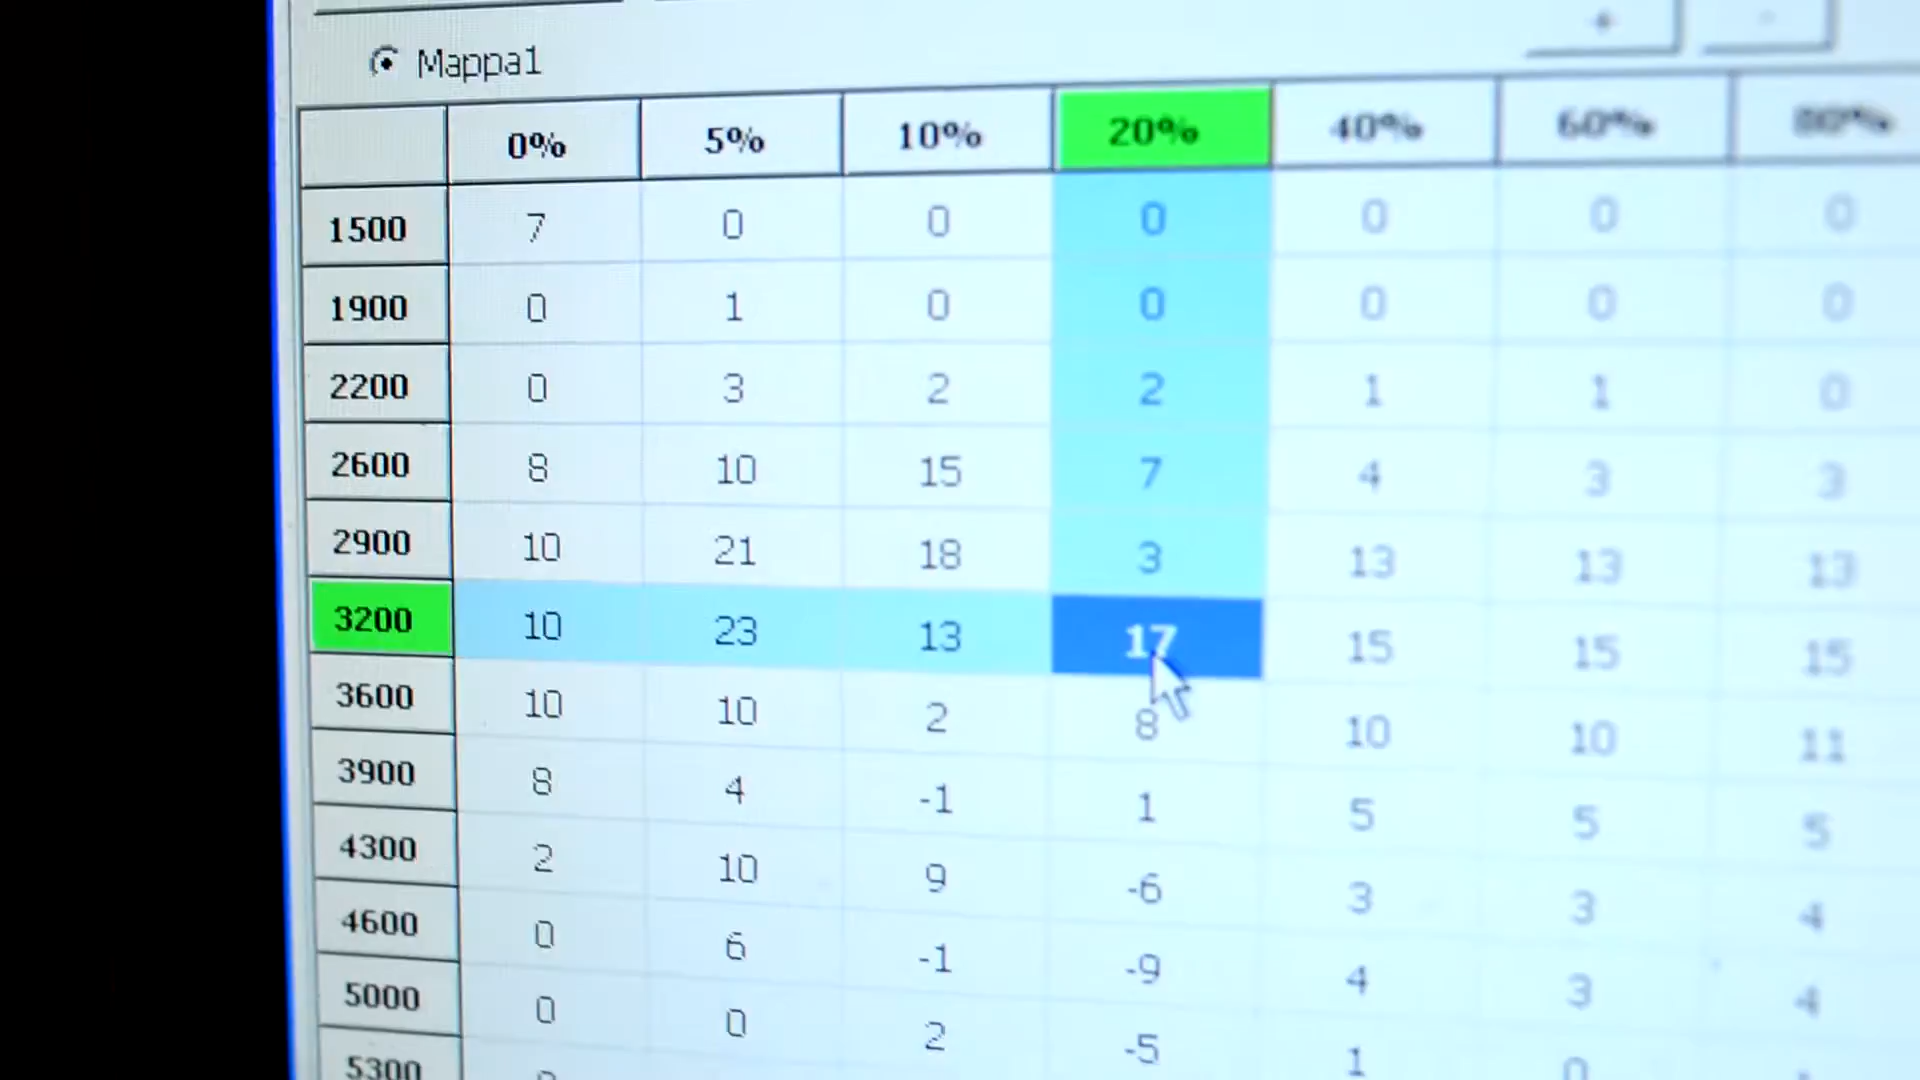 Mappa1
+ -
0% 5% 10% 20% 40% 60% 80%
1500 7 0 0 0 0 0 0
1900 0 1 0 0 0 0 0
2200 0 3 2 2 1 1 0
2600 8 10 15 7 4 3 3
2900 10 21 18 3 13 13 13
3200 10 23 13 17 15 15 15
3600 10 10 2 8 10 10 11
3900 8 4 -1 1 5 5 5
4300 2 10 9 -6 3 3 4
4600 0 6 -1 -9 4 3 4
5000 0 0 2 -5 1 0
5300